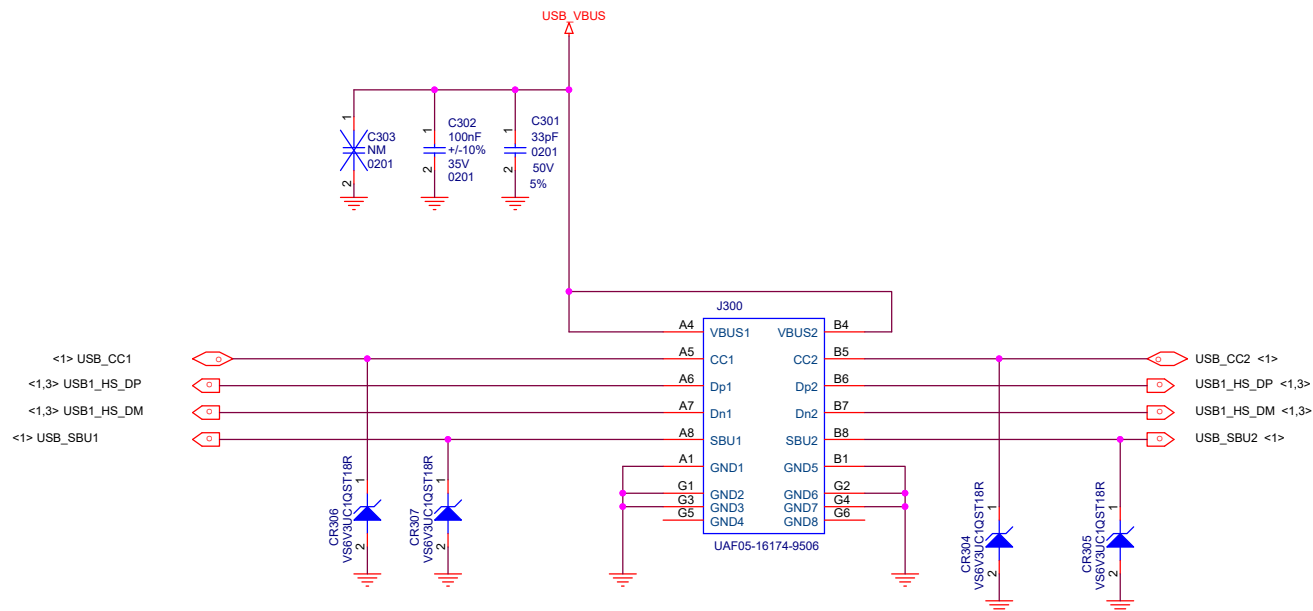 USB_VBUS
1
C303
NM
0201
2
1
C302
100nF
+/-10%
35V
0201
2
1
C301
33pF
0201
50V
5%
2
J300
A4 VBUS1 VBUS2 B4
<1> USB_CC1 A5 CC1 CC2 B5 USB_CC2 <1>
<1,3> USB1_HS_DP A6 Dp1 Dp2 B6 USB1_HS_DP <1,3>
<1,3> USB1_HS_DM A7 Dn1 Dn2 B7 USB1_HS_DM <1,3>
<1> USB_SBU1 A8 SBU1 SBU2 B8 USB_SBU2 <1>
A1 GND1 GND5 B1
G1 GND2 GND6 G2
G3 GND3 GND7 G4
G5 GND4 GND8 G6
UAF05-16174-9506
CR306
VS6V3UC1QST18R
1
2
CR307
VS6V3UC1QST18R
1
2
CR304
VS6V3UC1QST18R
1
2
CR305
VS6V3UC1QST18R
1
2